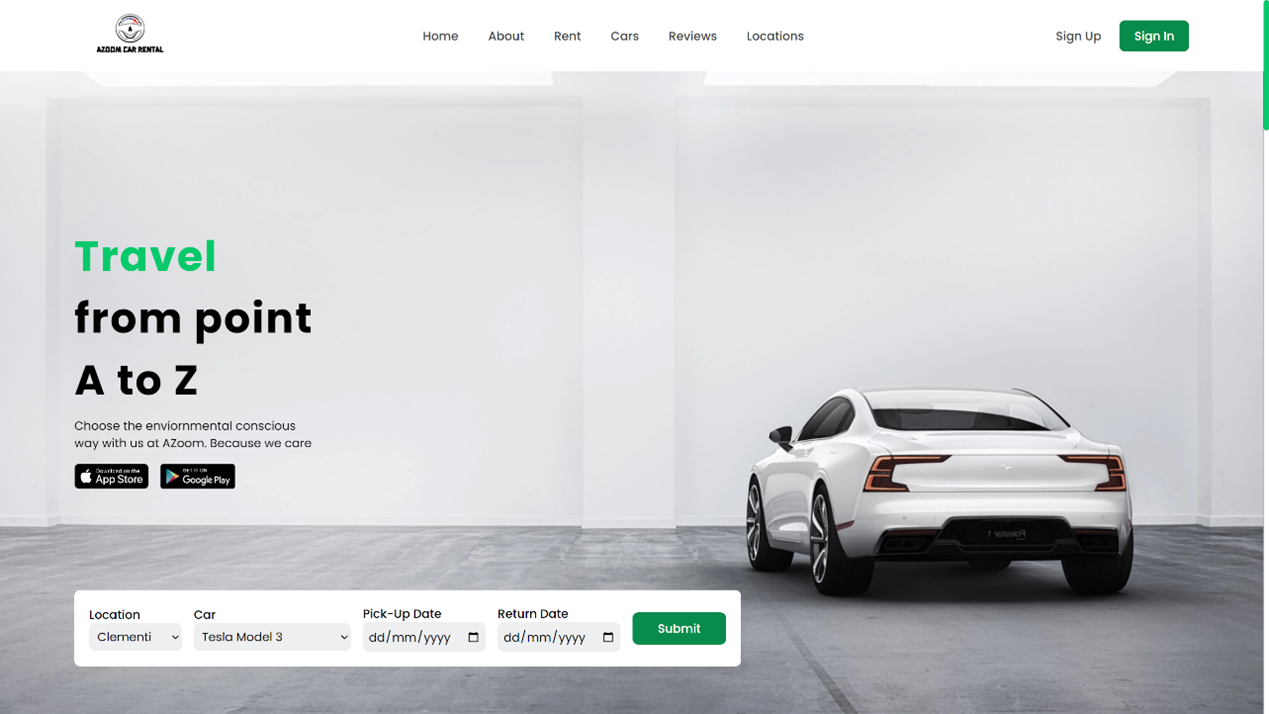 AZOOM CAR RENTAL
Home About Rent Cars Reviews Locations
Sign Up Sign In
Travel
from point
A to Z
Choose the enviornmental conscious
way with us at AZoom. Because we care
Download on the
App Store
GET IT ON
Google Play
Polestar 1
Location Car Pick-Up Date Return Date
Clementi Tesla Model 3 dd/mm/yyyy dd/mm/yyyy Submit